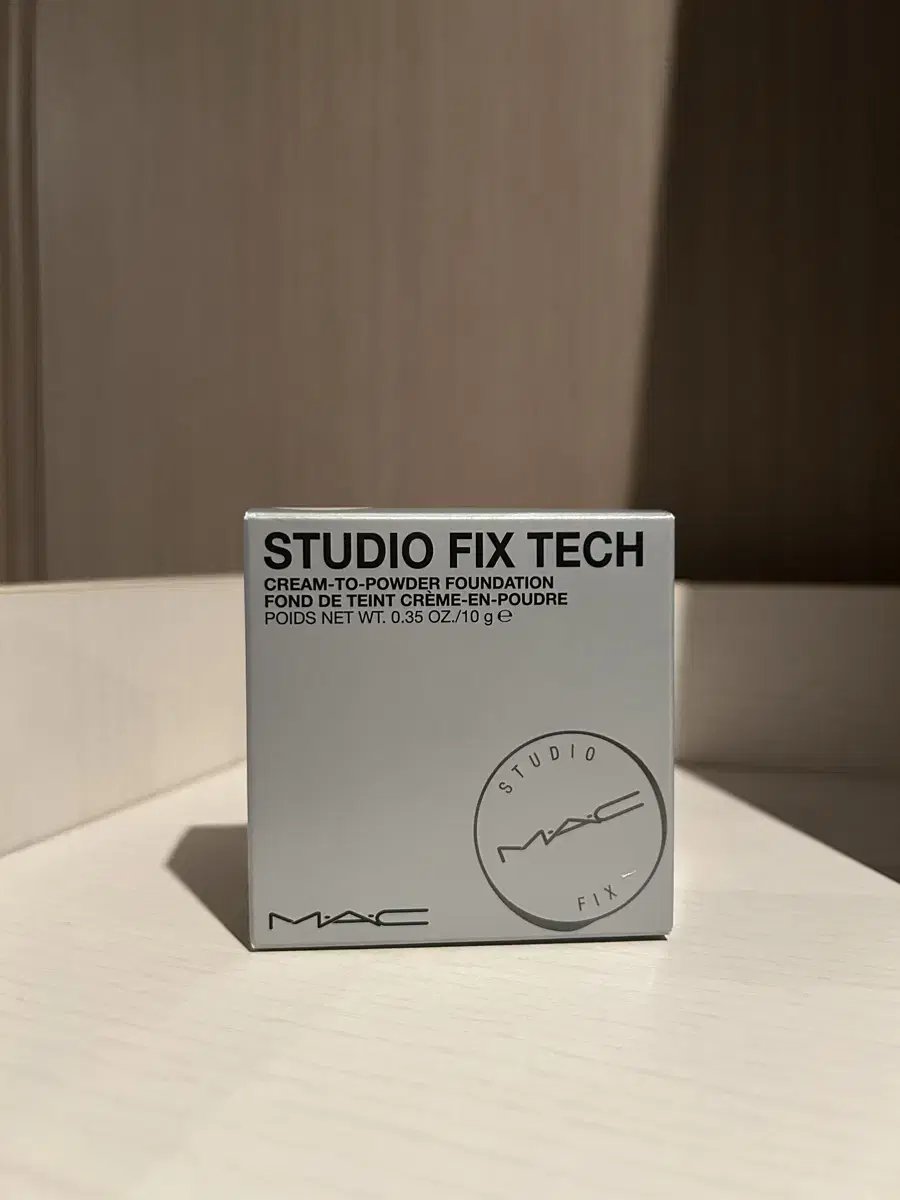 STUDIO FIX TECH
CREAM-TO-POWDER FOUNDATION
FOND DE TEINT CRÈME-EN-POUDRE
POIDS NET WT. 0.35 OZ./10 g ℮
STUDIO
M·A·C
FIX
M·A·C